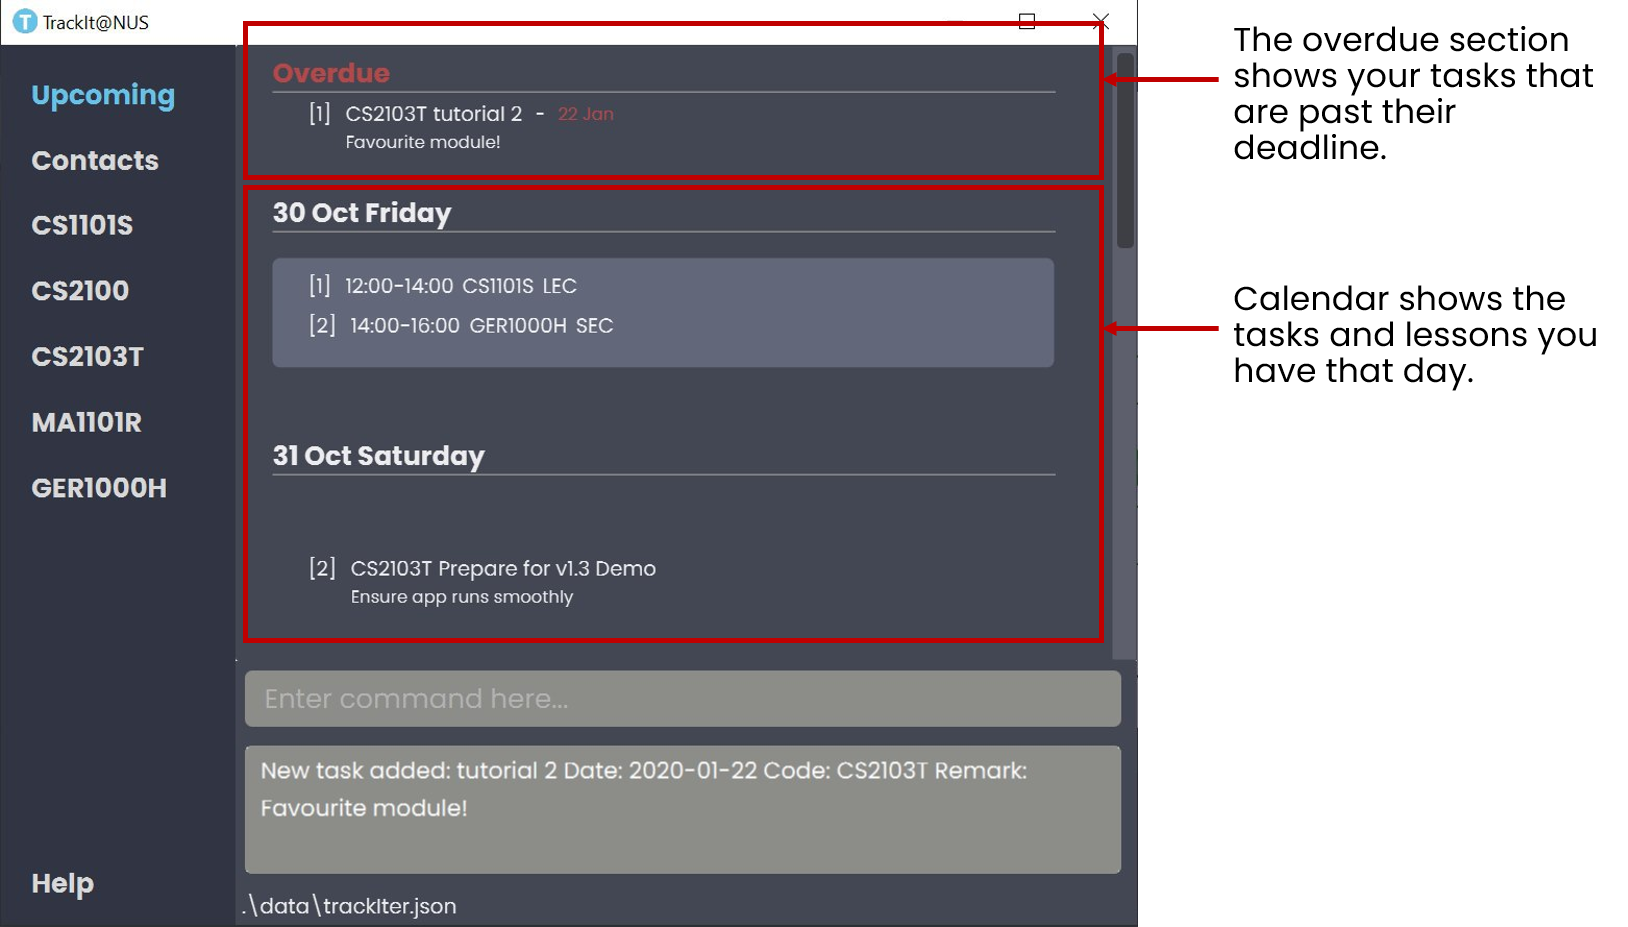 TrackIt@NUS
Upcoming
Contacts
CS1101S
CS2100
CS2103T
MA1101R
GER1000H
Help
Overdue
[1] CS2103T tutorial 2 - 22 Jan
Favourite module!
30 Oct Friday
[1] 12:00-14:00 CS1101S LEC
[2] 14:00-16:00 GER1000H SEC
31 Oct Saturday
[2] CS2103T Prepare for v1.3 Demo
Ensure app runs smoothly
Enter command here...
New task added: tutorial 2 Date: 2020-01-22 Code: CS2103T Remark:
Favourite module!
.\data\trackIter.json
The overdue section
shows your tasks that
are past their
deadline.
Calendar shows the
tasks and lessons you
have that day.